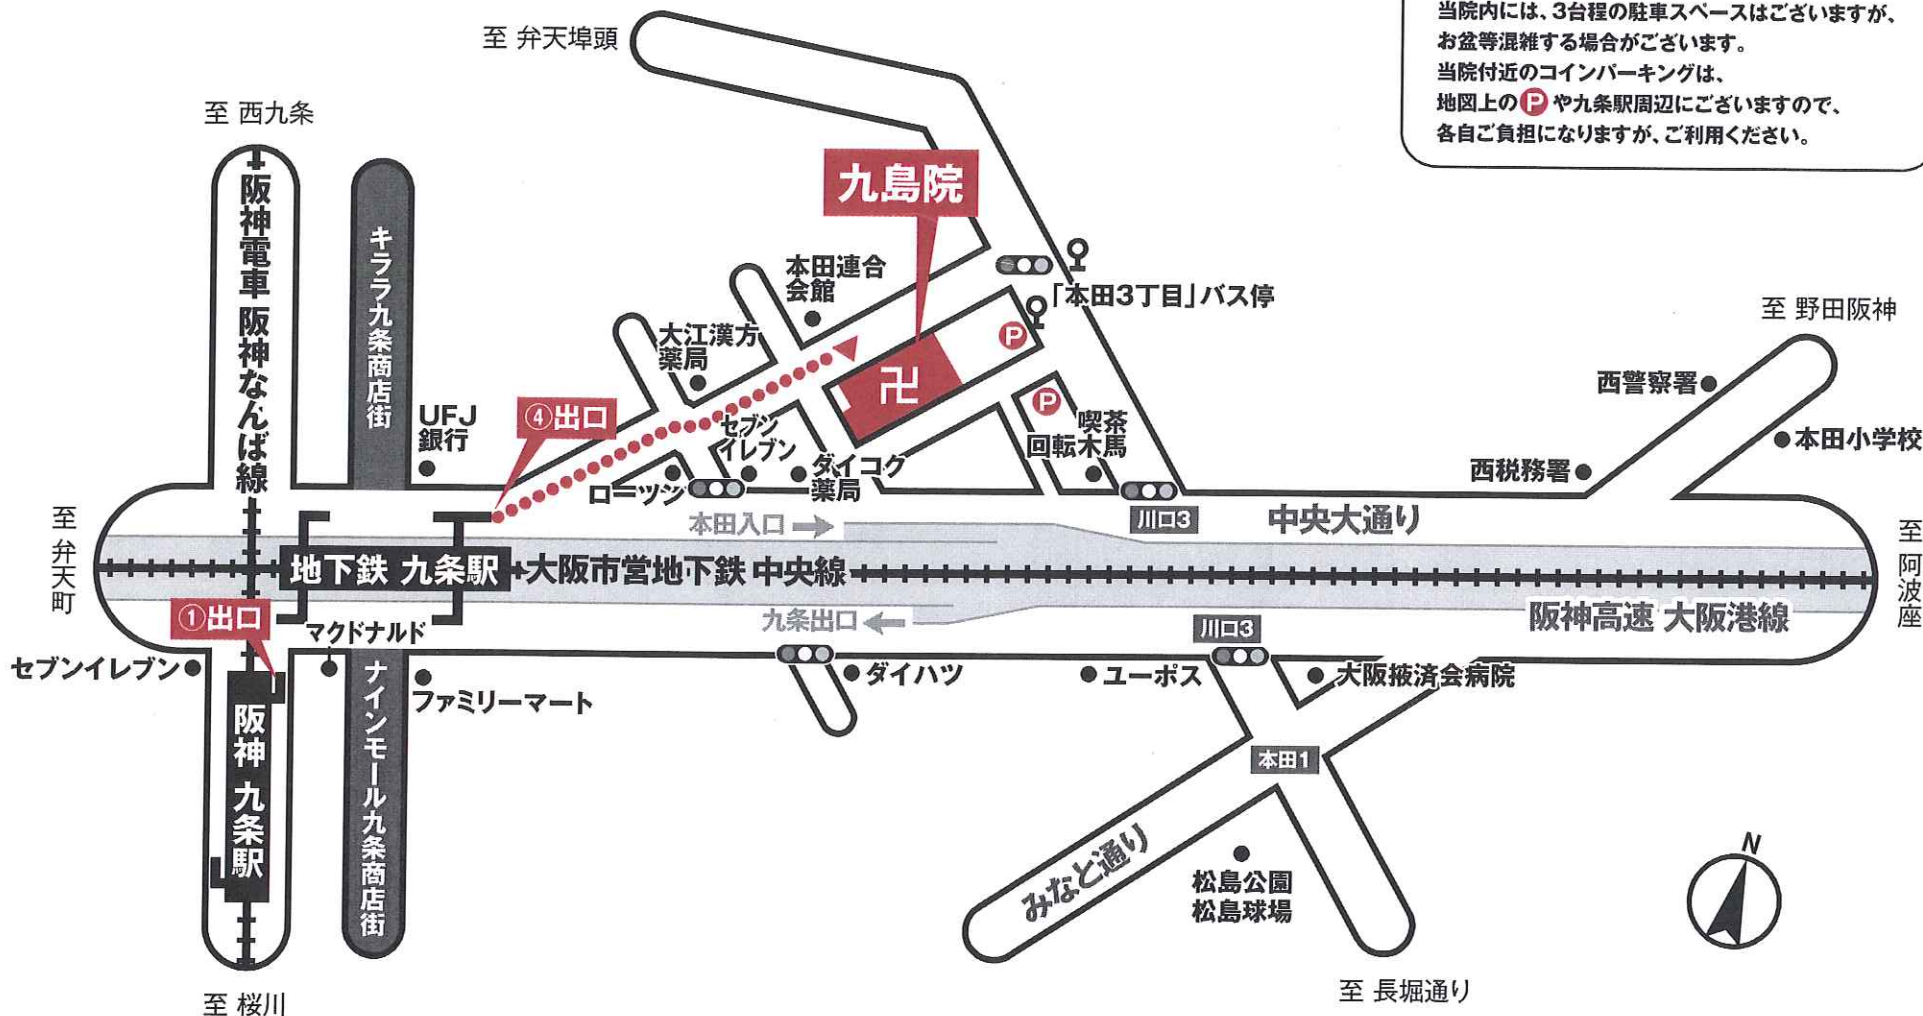 当院内には、3台程の駐車スペースはございますが、
お盆等混雑する場合がございます。
当院付近のコインパーキングは、
地図上のⓅや九条駅周辺にございますので、
各自ご負担になりますが、ご利用ください。
至 弁天埠頭
至 西九条
阪神電車 阪神なんば線
キララ九条商店街
九島院
卍
本田連合
会館
「本田3丁目」バス停
大江漢方
薬局
P
P
至 野田阪神
西警察署
本田小学校
西税務署
UFJ
銀行
④出口
セブン
イレブン
喫茶
回転木馬
ローソン
ダイコク
薬局
本田入口
川口3
中央大通り
至 弁天町
地下鉄 九条駅
大阪市営地下鉄 中央線
至 阿波座
①出口
マクドナルド
九条出口
川口3
阪神高速 大阪港線
セブンイレブン
ファミリーマート
ダイハツ
ユーポス
大阪掖済会病院
阪神 九条駅
ナインモール九条商店街
本田1
みなと通り
松島公園
松島球場
N
至 桜川
至 長堀通り